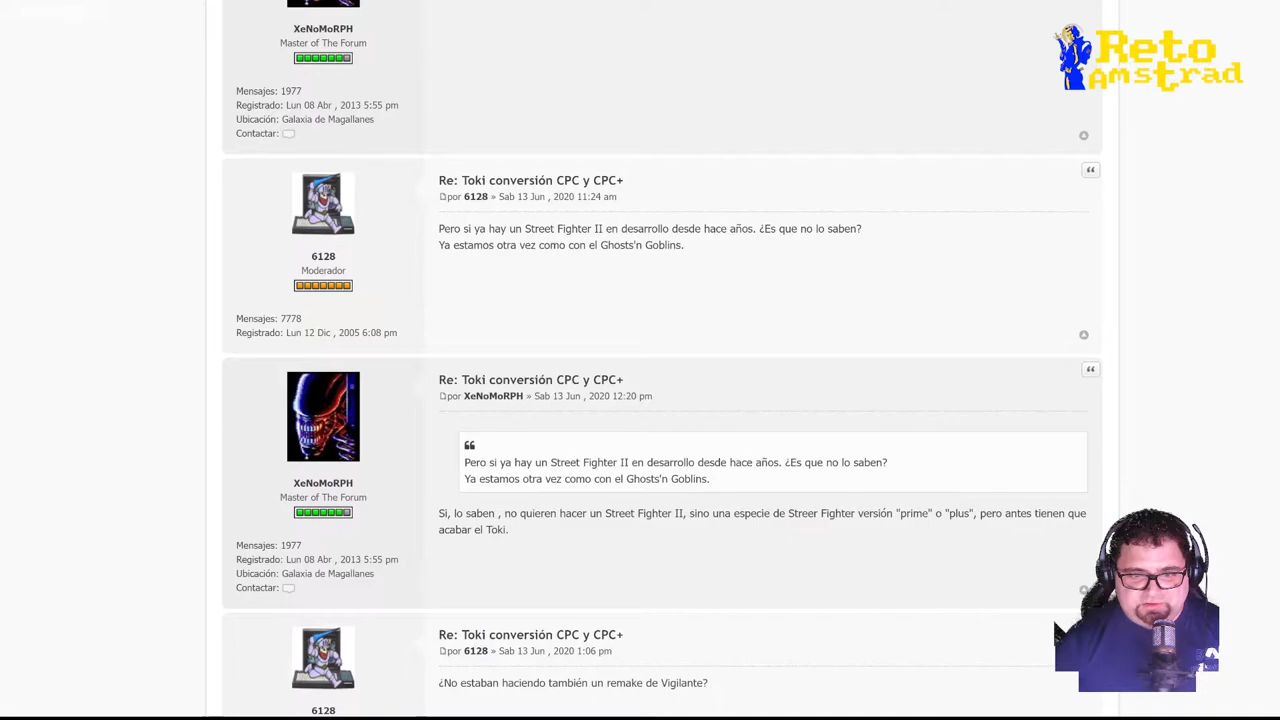 XeNoMoRPH
Master of The Forum
Mensajes: 1977
Registrado: Lun 08 Abr , 2013 5:55 pm
Ubicación: Galaxia de Magallanes
Contactar:
Reto
Amstrad
Re: Toki conversión CPC y CPC+
por 6128 » Sab 13 Jun , 2020 11:24 am
Pero si ya hay un Street Fighter II en desarrollo desde hace años. ¿Es que no lo saben?
Ya estamos otra vez como con el Ghosts'n Goblins.
6128
Moderador
Mensajes: 7778
Registrado: Lun 12 Dic , 2005 6:08 pm
Re: Toki conversión CPC y CPC+
por XeNoMoRPH » Sab 13 Jun , 2020 12:20 pm
Pero si ya hay un Street Fighter II en desarrollo desde hace años. ¿Es que no lo saben?
Ya estamos otra vez como con el Ghosts'n Goblins.
Si, lo saben , no quieren hacer un Street Fighter II, sino una especie de Streer Fighter versión "prime" o "plus", pero antes tienen que
acabar el Toki.
XeNoMoRPH
Master of The Forum
Mensajes: 1977
Registrado: Lun 08 Abr , 2013 5:55 pm
Ubicación: Galaxia de Magallanes
Contactar:
Re: Toki conversión CPC y CPC+
por 6128 » Sab 13 Jun , 2020 1:06 pm
¿No estaban haciendo también un remake de Vigilante?
6128